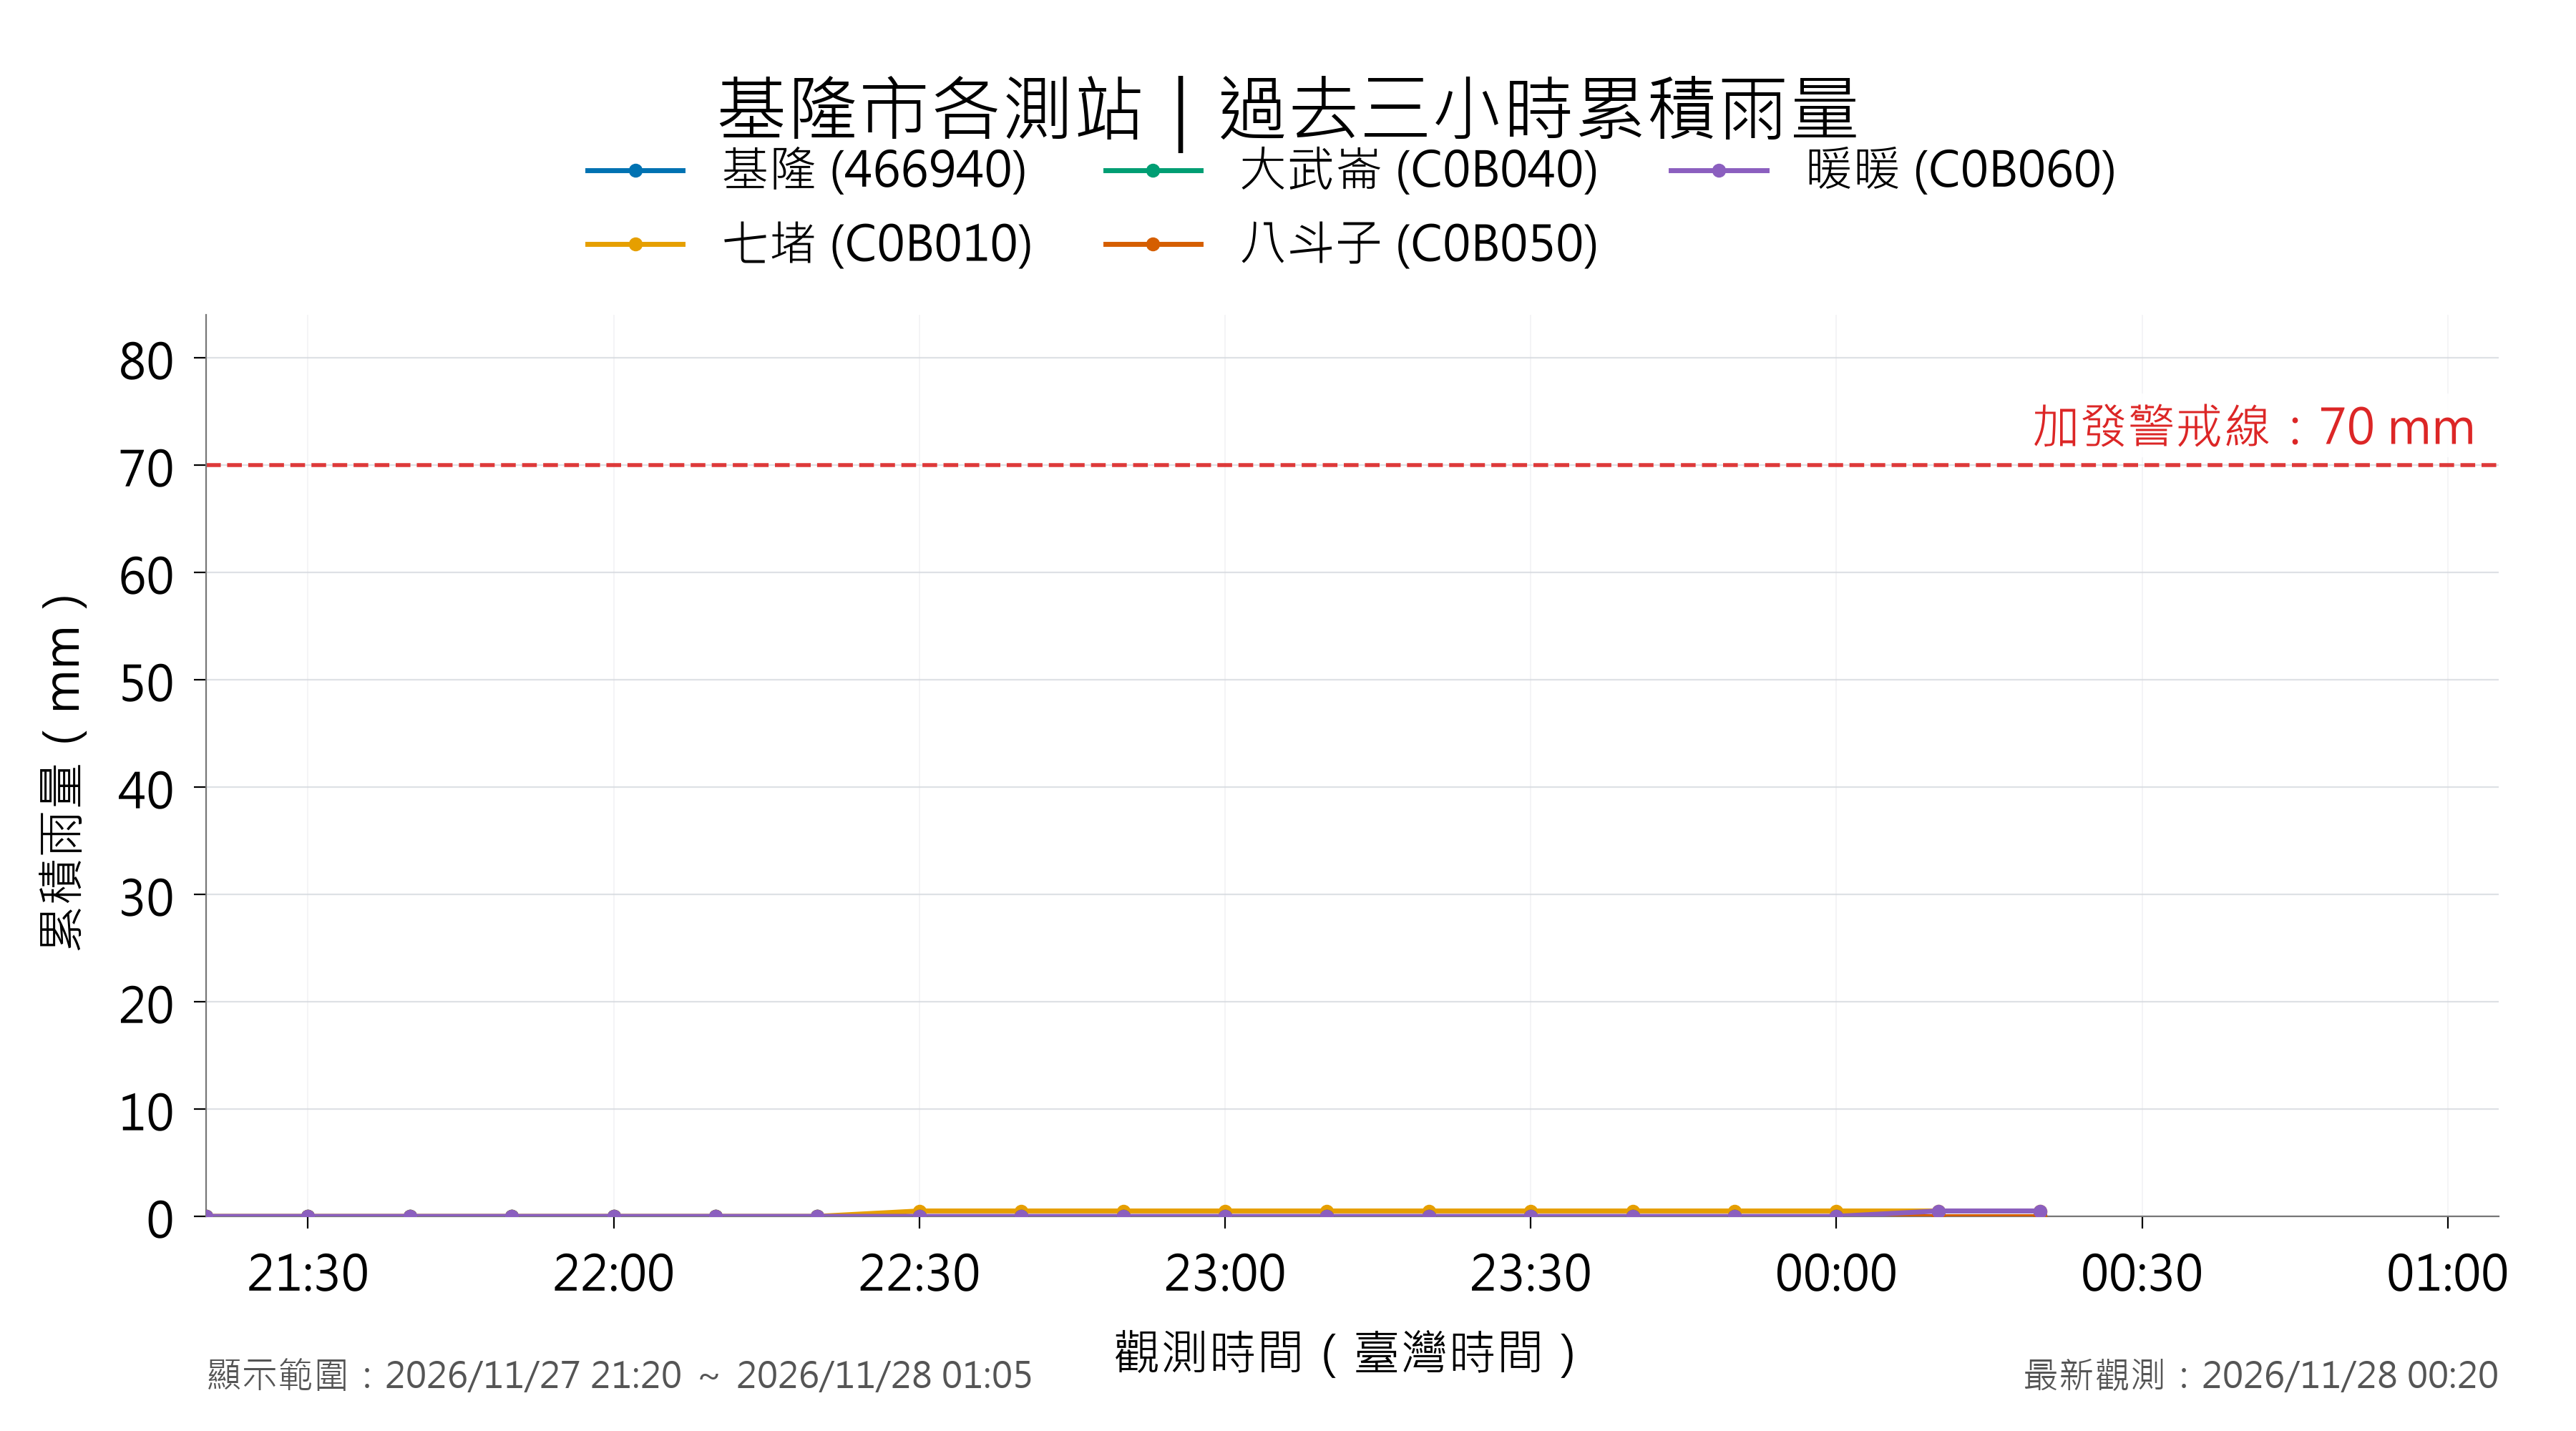 基隆市各測站｜過去三小時累積雨量
基隆 (466940)
大武崙 (C0B040)
暖暖 (C0B060)
七堵 (C0B010)
八斗子 (C0B050)
累積雨量（mm）
80
70
60
50
40
30
20
10
0
加發警戒線：70 mm
21:30
22:00
22:30
23:00
23:30
00:00
00:30
01:00
觀測時間（臺灣時間）
顯示範圍：2026/11/27 21:20 ~ 2026/11/28 01:05
最新觀測：2026/11/28 00:20